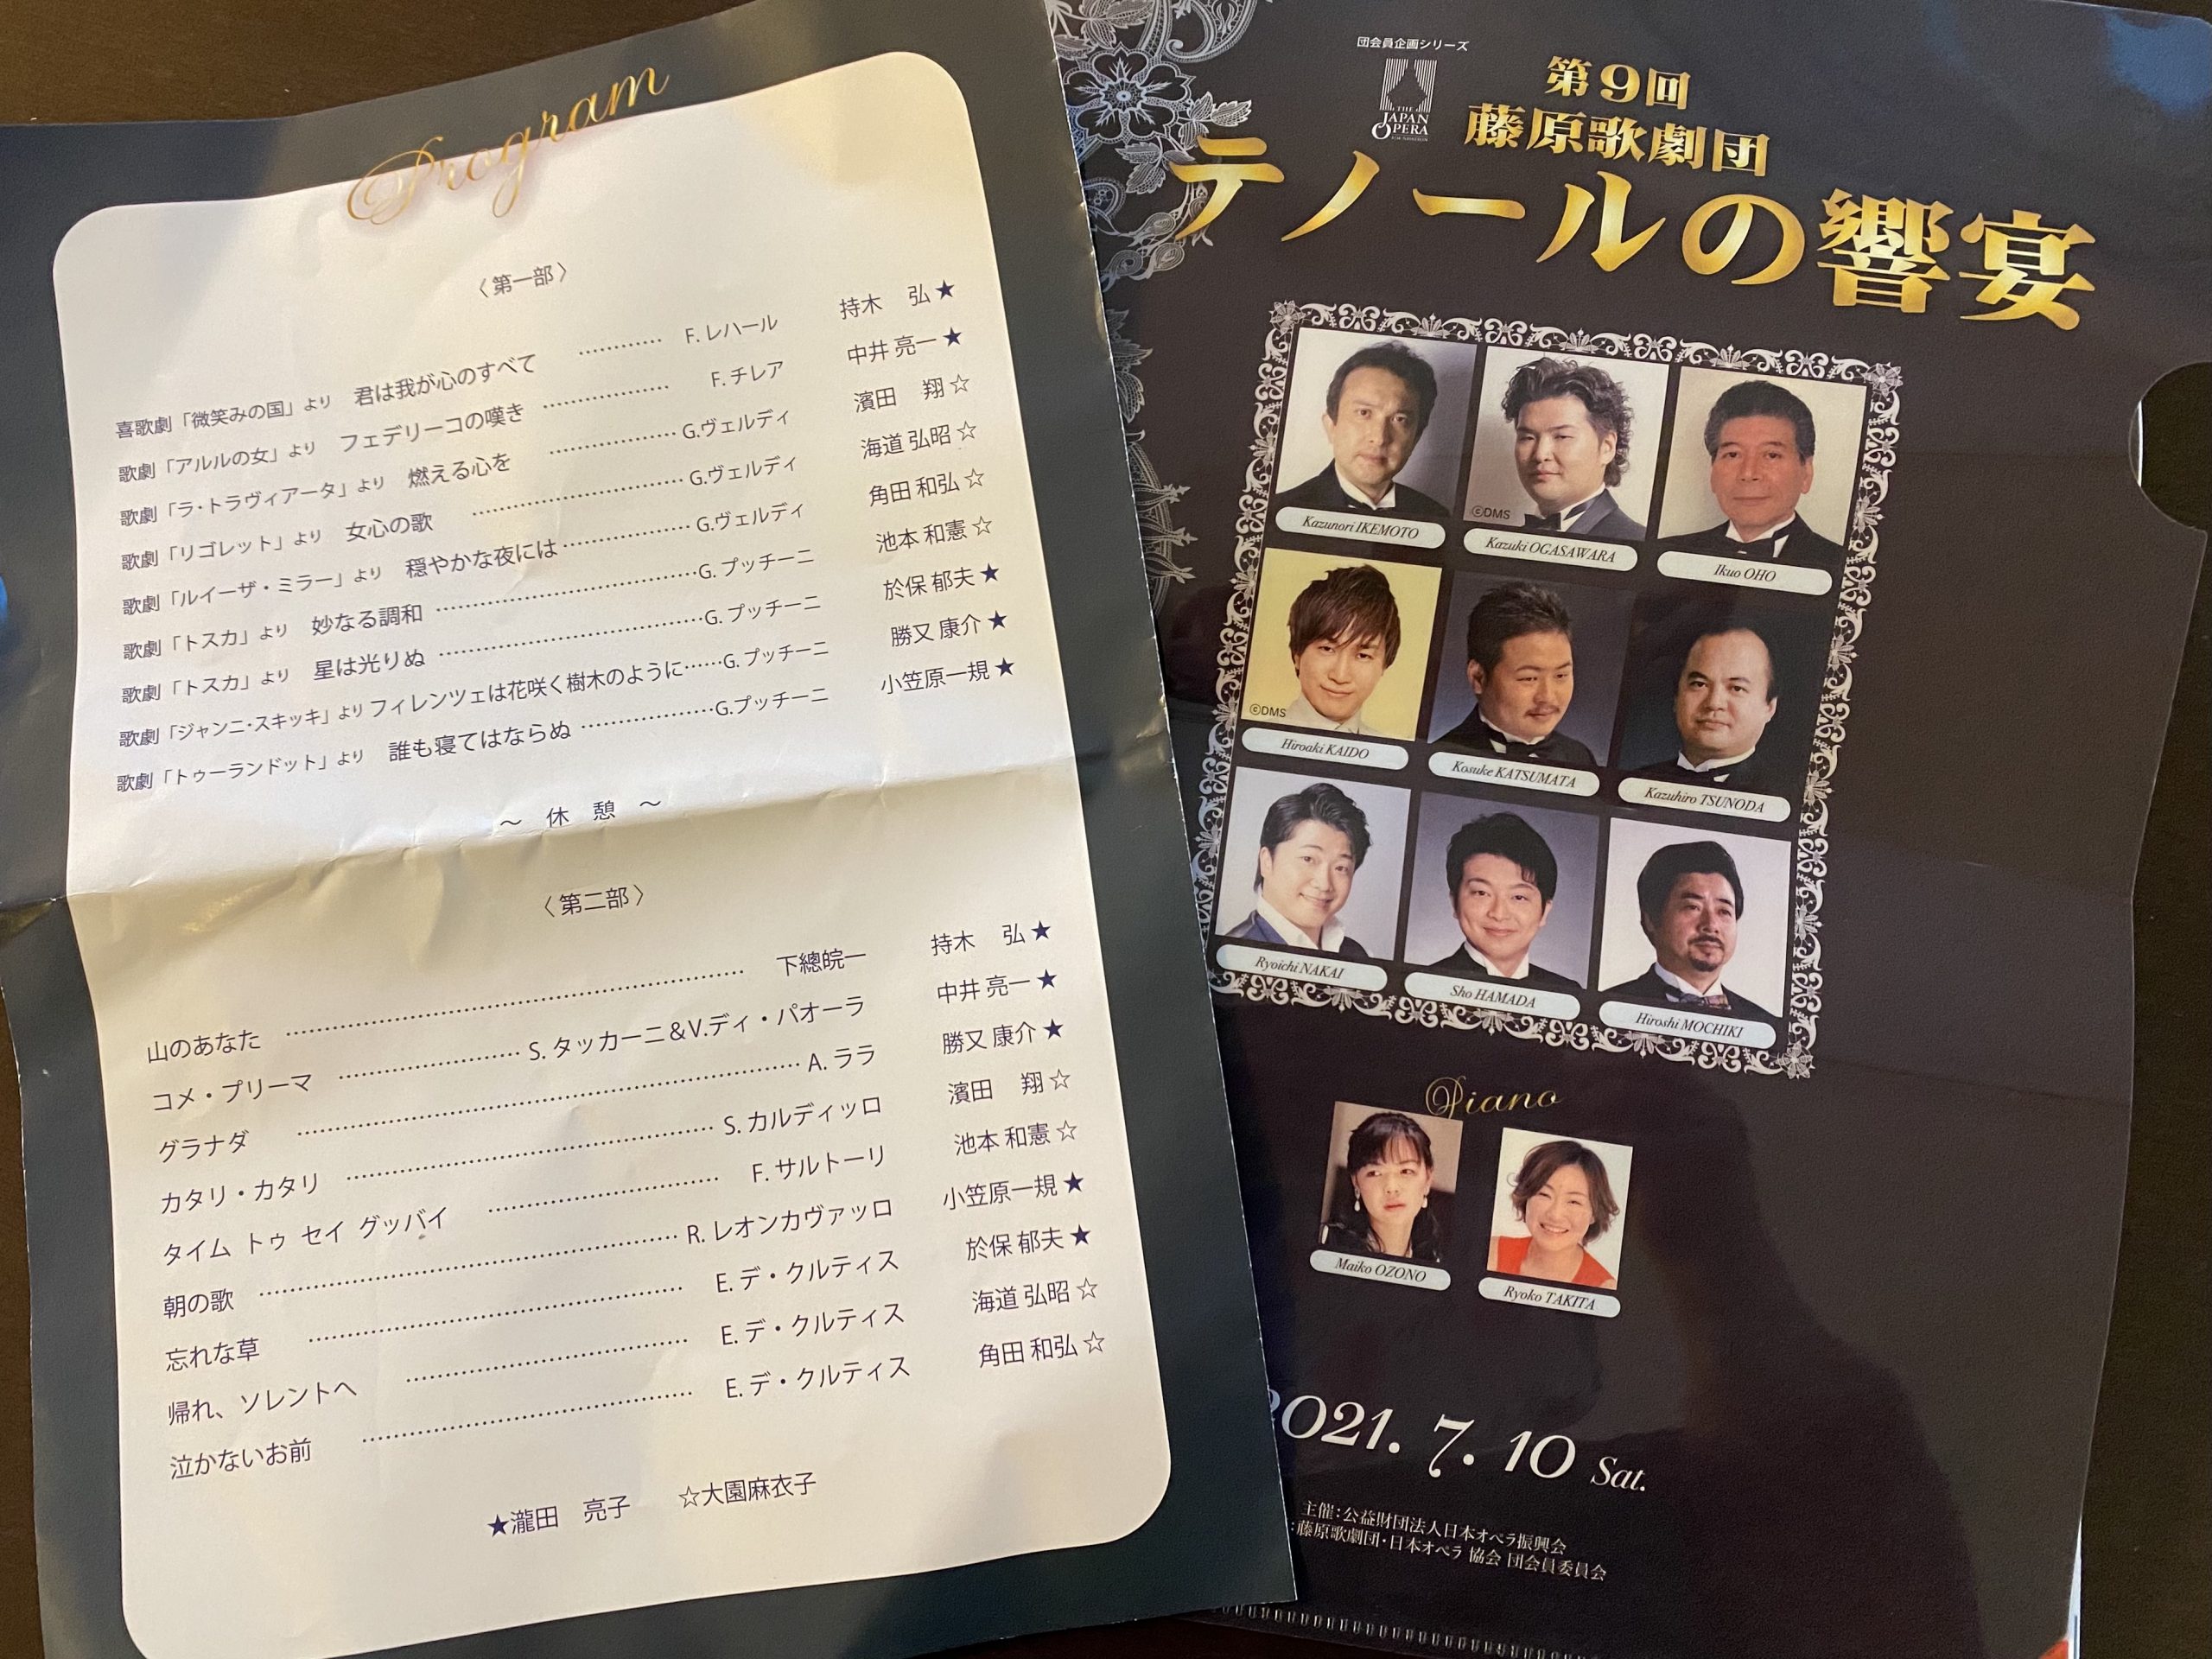 Program
〈 第一部 〉
喜歌劇「微笑みの国」より 君は我が心のすべて ………… F. レハール 持木 弘 ★
歌劇「アルルの女」より フェデリーコの嘆き ………………… F. チレア 中井 亮一 ★
歌劇「ラ・トラヴィアータ」より 燃える心を ………………… G.ヴェルディ 濱田 翔 ☆
歌劇「リゴレット」より 女心の歌 ………………………… G.ヴェルディ 海道 弘昭 ☆
歌劇「ルイーザ・ミラー」より 穏やかな夜には ………………… G.ヴェルディ 角田 和弘 ☆
歌劇「トスカ」より 妙なる調和 ………………………………… G. プッチーニ 池本 和憲 ☆
歌劇「トスカ」より 星は光りぬ ………………………………… G. プッチーニ 於保 郁夫 ★
歌劇「ジャンニ・スキッキ」より フィレンツェは花咲く樹木のように …… G. プッチーニ 勝又 康介 ★
歌劇「トゥーランドット」より 誰も寝てはならぬ ………………… G.プッチーニ 小笠原一規 ★
～ 休 憩 ～
〈 第二部 〉
山のあなた ………………………………………………………… 下總皖一 持木 弘 ★
コメ・プリーマ ……………………… S. タッカーニ＆V.ディ・パオーラ 中井 亮一 ★
グラナダ ………………………………………………………………… A. ララ 勝又 康介 ★
カタリ・カタリ ……………………………………………… S. カルディッロ 濱田 翔 ☆
タイム トゥ セイ グッバイ ……………………………… F. サルトーリ 池本 和憲 ☆
朝の歌 ……………………………………………………… R. レオンカヴァッロ 小笠原一規 ★
忘れな草 ……………………………………………… E. デ・クルティス 於保 郁夫 ★
帰れ、ソレントへ …………………………………… E. デ・クルティス 海道 弘昭 ☆
泣かないお前 ………………………………………… E. デ・クルティス 角田 和弘 ☆
★瀧田 亮子 ☆大園麻衣子
団会員企画シリーズ
THE
JAPAN
OPERA
第9回
藤原歌劇団
テノールの響宴
©DMS
Kazunori IKEMOTO
Kazuki OGASAWARA
Ikuo OHO
©DMS
Hiroaki KAIDO
Kosuke KATSUMATA
Kazuhiro TSUNODA
Ryoichi NAKAI
Sho HAMADA
Hiroshi MOCHIKI
Piano
Maiko OZONO
Ryoko TAKITA
2021. 7. 10 Sat.
主催：公益財団法人日本オペラ振興会
：藤原歌劇団・日本オペラ 協会 団会員委員会